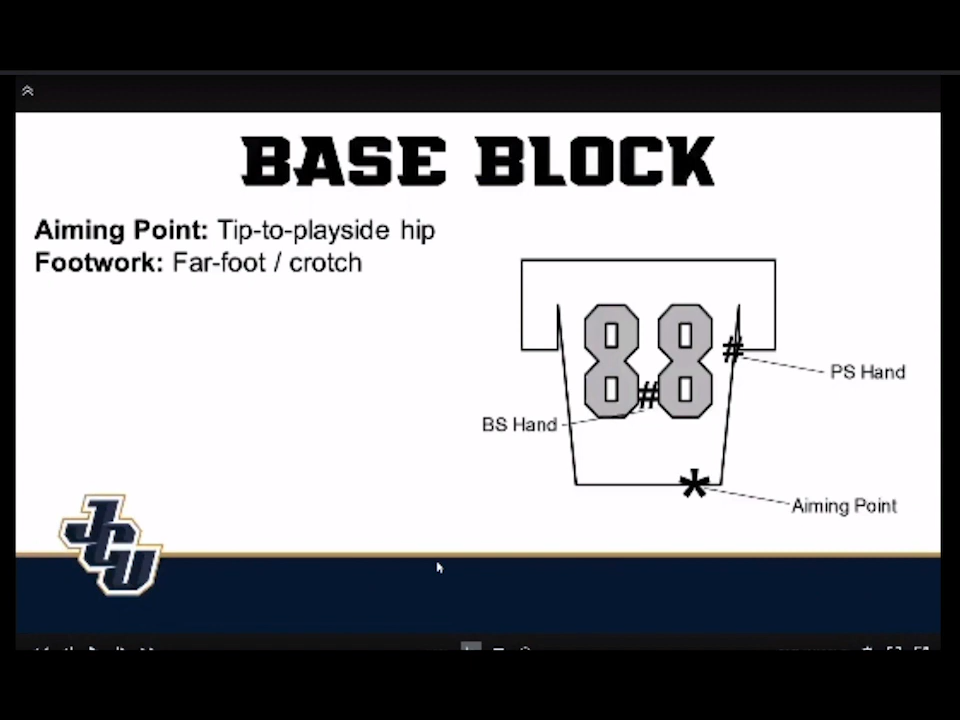 BASE BLOCK
Aiming Point: Tip-to-playside hip
Footwork: Far-foot / crotch
88
#
PS Hand
#
BS Hand
*
Aiming Point
JCU